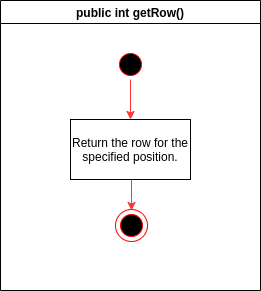 public int getRow()
Return the row for the
specified position.